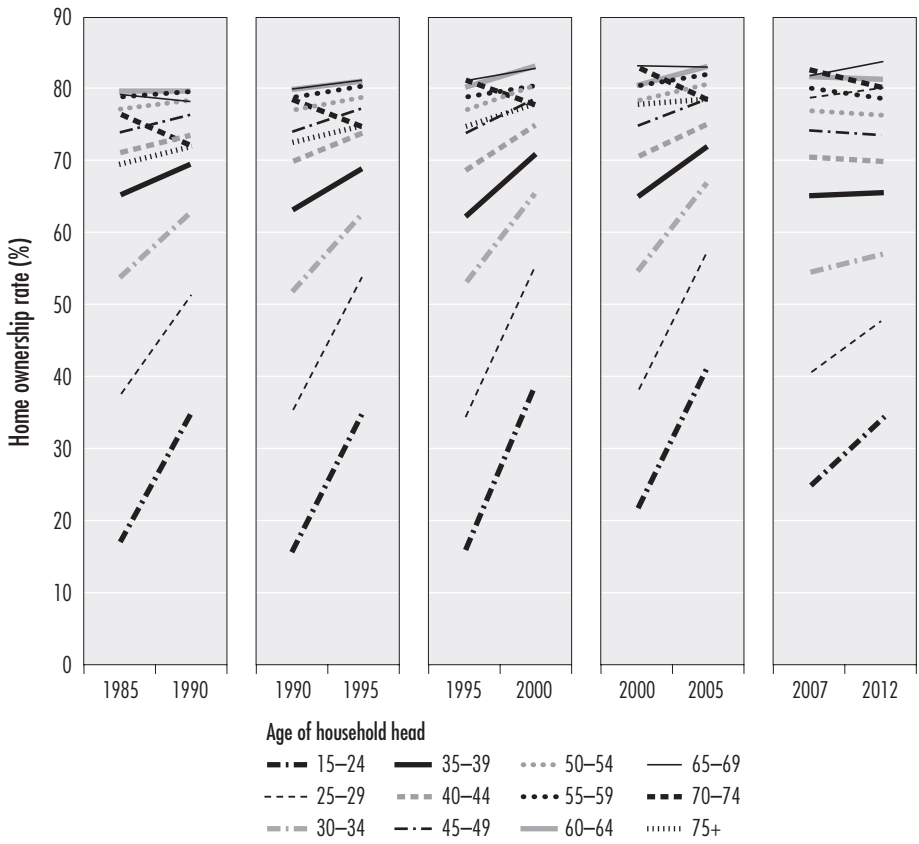 90
80
70
60
50
40
30
20
10
0
Home ownership rate (%)
1985 1990 1990 1995 1995 2000 2000 2005 2007 2012
Age of household head
15–24 35–39 50–54 65–69
25–29 40–44 55–59 70–74
30–34 45–49 60–64 75+